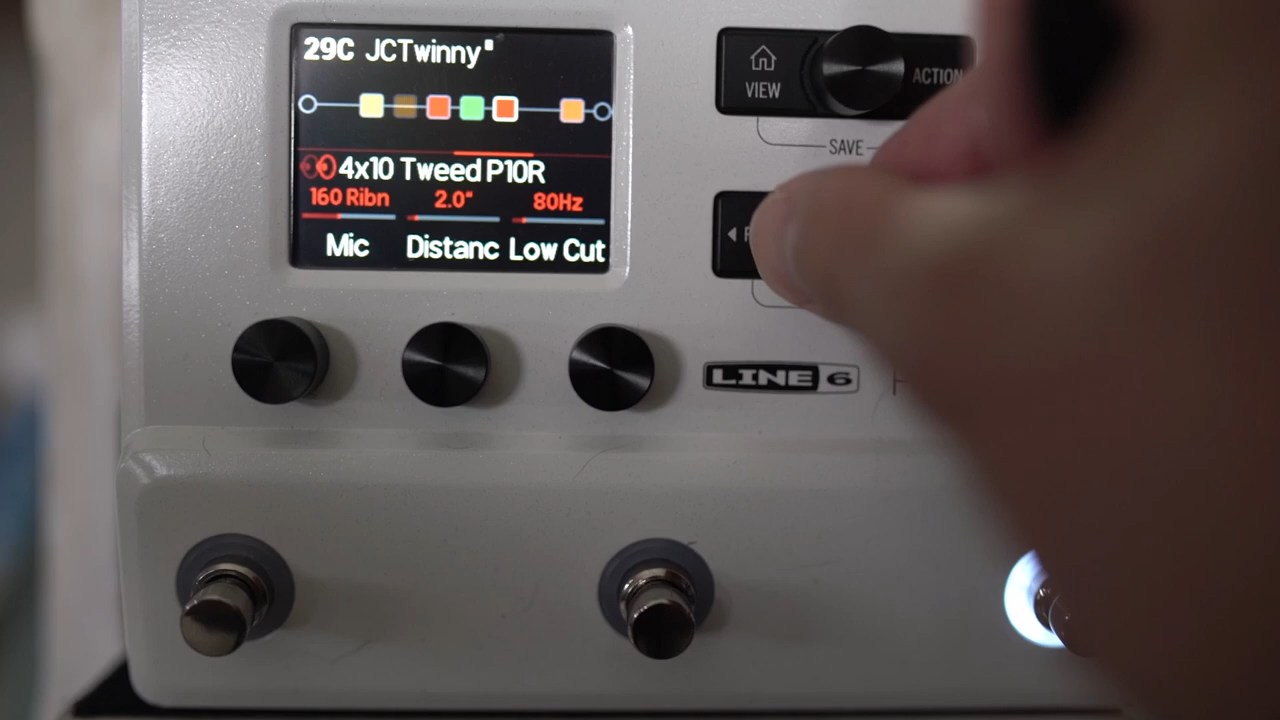 29C JCTwinny
4x10 Tweed P10R
160 Ribn 2.0" 80Hz
Mic Distanc Low Cut
VIEW
ACTION
SAVE
LINE 6